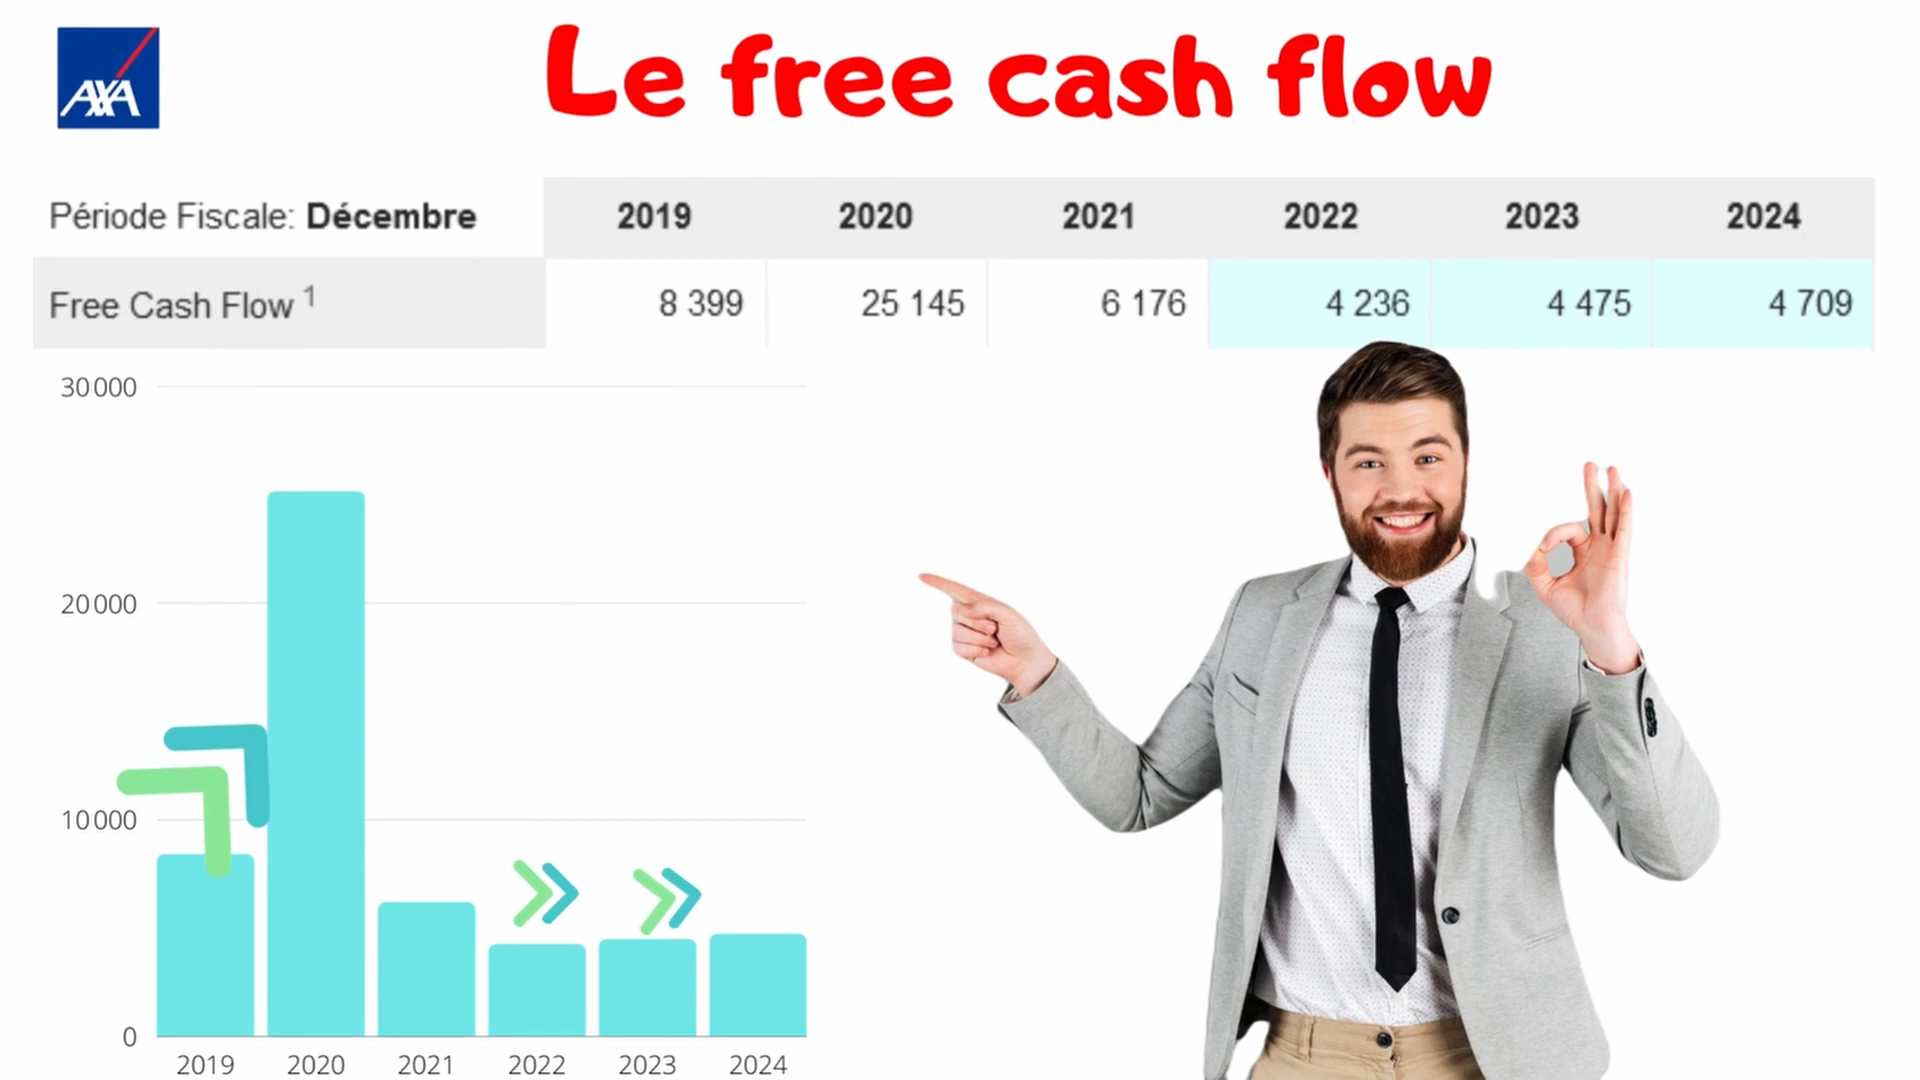 AXA
Le free cash flow
Période Fiscale: Décembre 2019 2020 2021 2022 2023 2024
Free Cash Flow 1 8 399 25 145 6 176 4 236 4 475 4 709
30 000
20 000
10 000
0
2019 2020 2021 2022 2023 2024